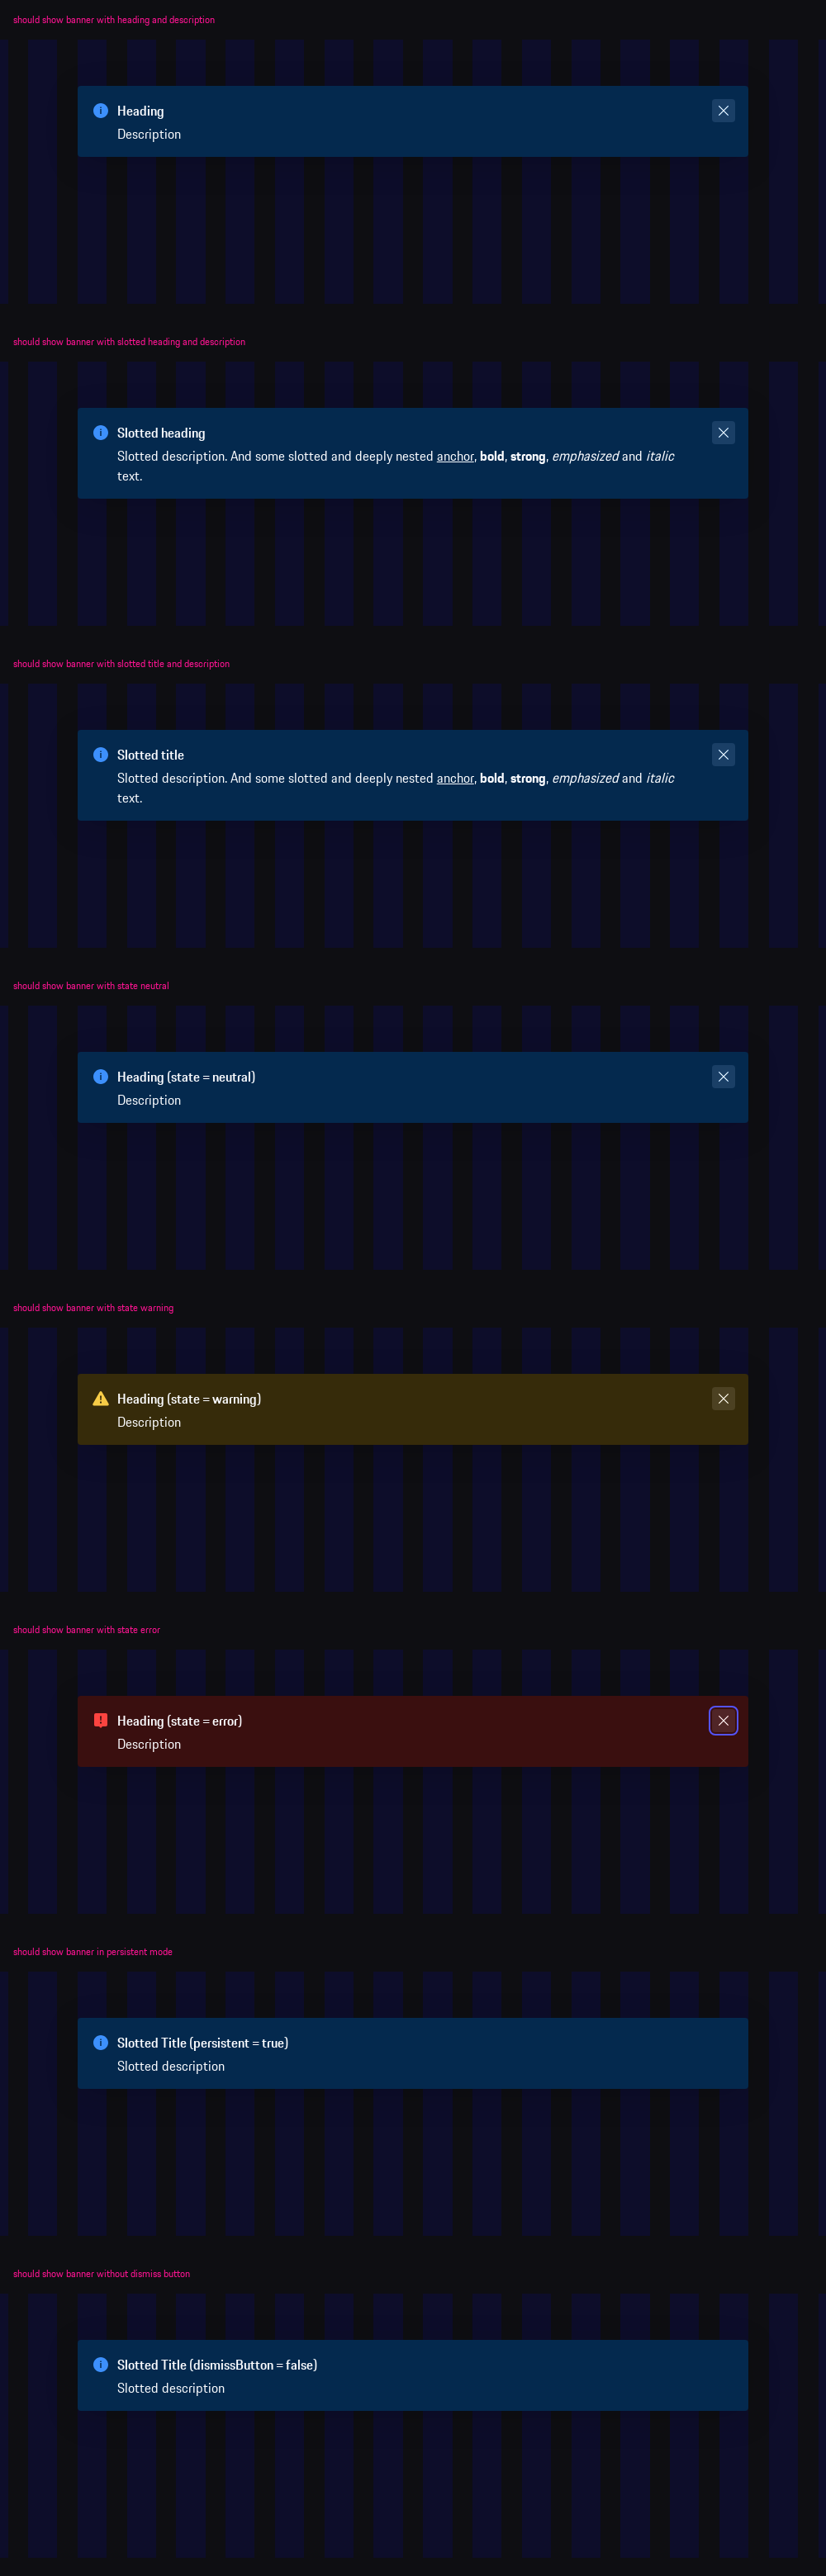 should show banner with heading and description
Heading
Description
should show banner with slotted heading and description
Slotted heading
Slotted description. And some slotted and deeply nested anchor, bold, strong, emphasized and italic
text.
should show banner with slotted title and description
Slotted title
Slotted description. And some slotted and deeply nested anchor, bold, strong, emphasized and italic
text.
should show banner with state neutral
Heading (state = neutral)
Description
should show banner with state warning
Heading (state = warning)
Description
should show banner with state error
Heading (state = error)
Description
should show banner in persistent mode
Slotted Title (persistent = true)
Slotted description
should show banner without dismiss button
Slotted Title (dismissButton = false)
Slotted description